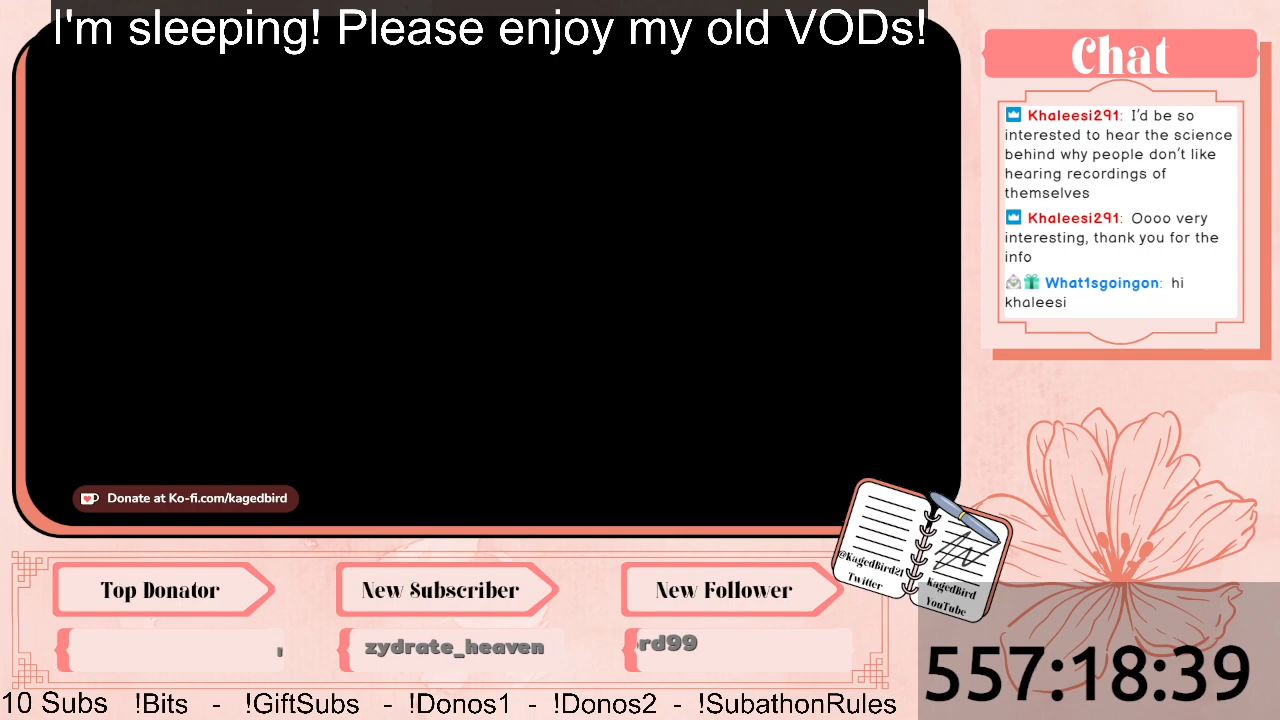 I'm sleeping! Please enjoy my old VODs!
Chat
Khaleesi291: I'd be so
interested to hear the science
behind why people don't like
hearing recordings of
themselves
Khaleesi291: Oooo very
interesting, thank you for the
info
What1sgoingon: hi
khaleesi
Donate at Ko-fi.com/kagedbird
@KagedBird21
Twitter
KagedBird
YouTube
Top Donator
New Subscriber
New Follower
zydrate_heaven
rd99
557:18:39
10 Subs !Bits - !GiftSubs - !Donos1 - !Donos2 - !SubathonRules